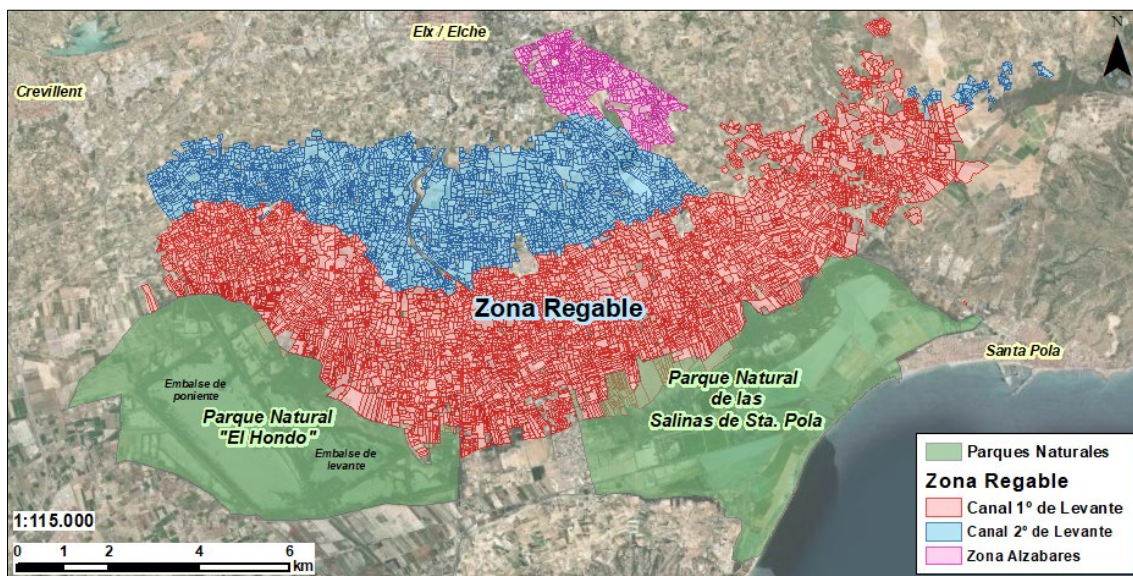 Elx / Elche
N
Crevillent
Zona Regable
Santa Pola
Embalse de
poniente
Parque Natural
"El Hondo"
Embalse de
levante
Parque Natural
de las
Salinas de Sta. Pola
1:115.000
0 1 2 4 6
km
Parques Naturales
Zona Regable
Canal 1º de Levante
Canal 2º de Levante
Zona Alzabares